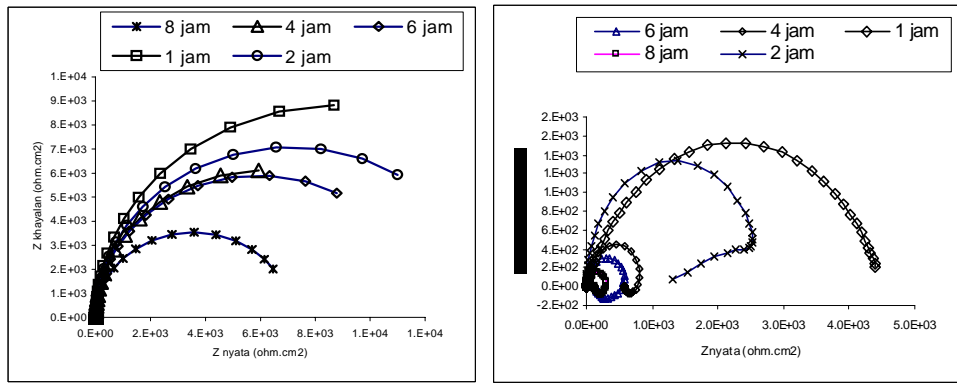 8 jam 4 jam 6 jam
1 jam 2 jam
1.E+04
9.E+03
8.E+03
7.E+03
6.E+03
5.E+03
4.E+03
3.E+03
2.E+03
1.E+03
0.E+00
Z khayalan (ohm.cm2)
0.E+00 2.E+03 4.E+03 6.E+03 8.E+03 1.E+04 1.E+04
Z nyata (ohm.cm2)
6 jam 4 jam 1 jam
8 jam 2 jam
2.E+03
2.E+03
1.E+03
1.E+03
1.E+03
8.E+02
6.E+02
4.E+02
2.E+02
0.E+00
-2.E+02
0.0E+00 1.0E+03 2.0E+03 3.0E+03 4.0E+03 5.0E+03
Znyata (ohm.cm2)